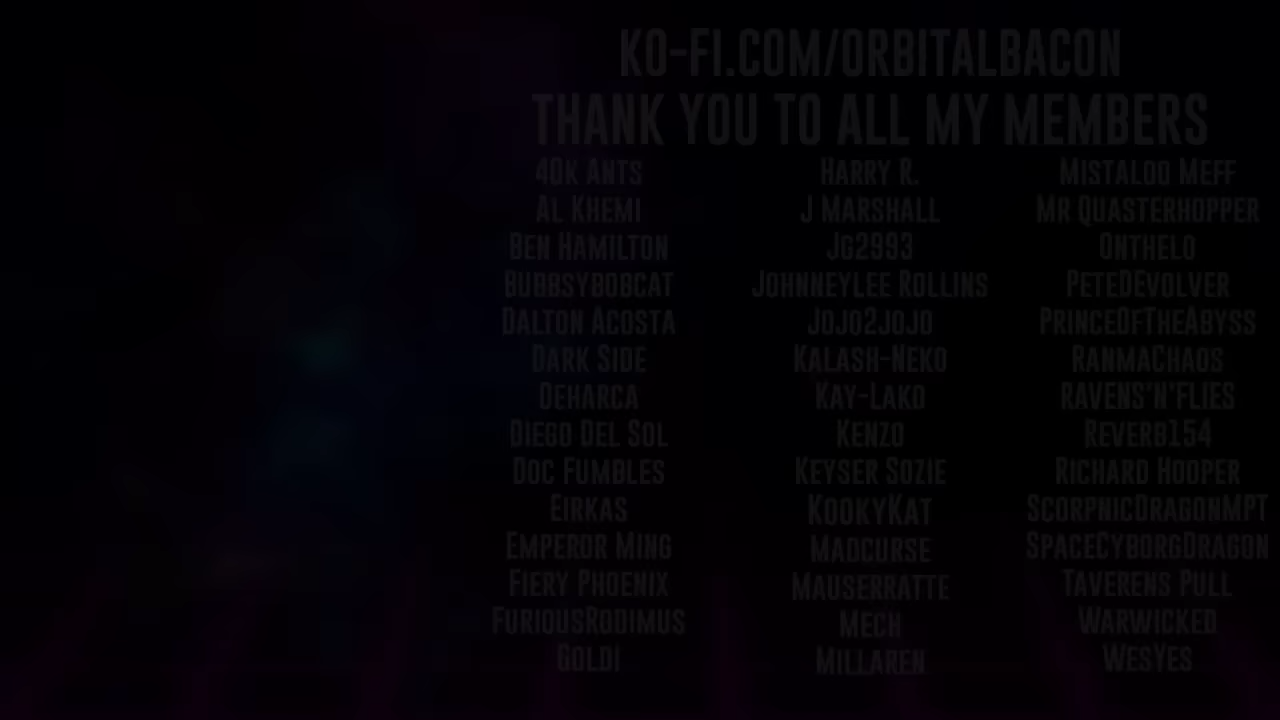 KO-FI.COM/ORBITALBACON
THANK YOU TO ALL MY MEMBERS
40K ANTS
AL KHEMI
BEN HAMILTON
BUBBSYBOBCAT
DALTON ACOSTA
DARK SIDE
DEHARCA
DIEGO DEL SOL
DOC FUMBLES
EIRKAS
EMPEROR MING
FIERY PHOENIX
FURIOUSRODIMUS
GOLDI
HARRY R.
J MARSHALL
JG2993
JOHNNEYLEE ROLLINS
JOJO2JOJO
KALASH-NEKO
KAY-LAKO
KENZO
KEYSER SOZIE
KOOKYKAT
MADCURSE
MAUSERRATTE
MECH
MILLAREN
MISTALOO MEFF
MR QUASTERHOPPER
ONTHELO
PETEDEVOLVER
PRINCEOFTHEABYSS
RANMACHAOS
RAVENS'N'FLIES
REVERB154
RICHARD HOOPER
SCORPNICDRAGONMPT
SPACECYBORGDRAGON
TAVERENS PULL
WARWICKED
WESYES